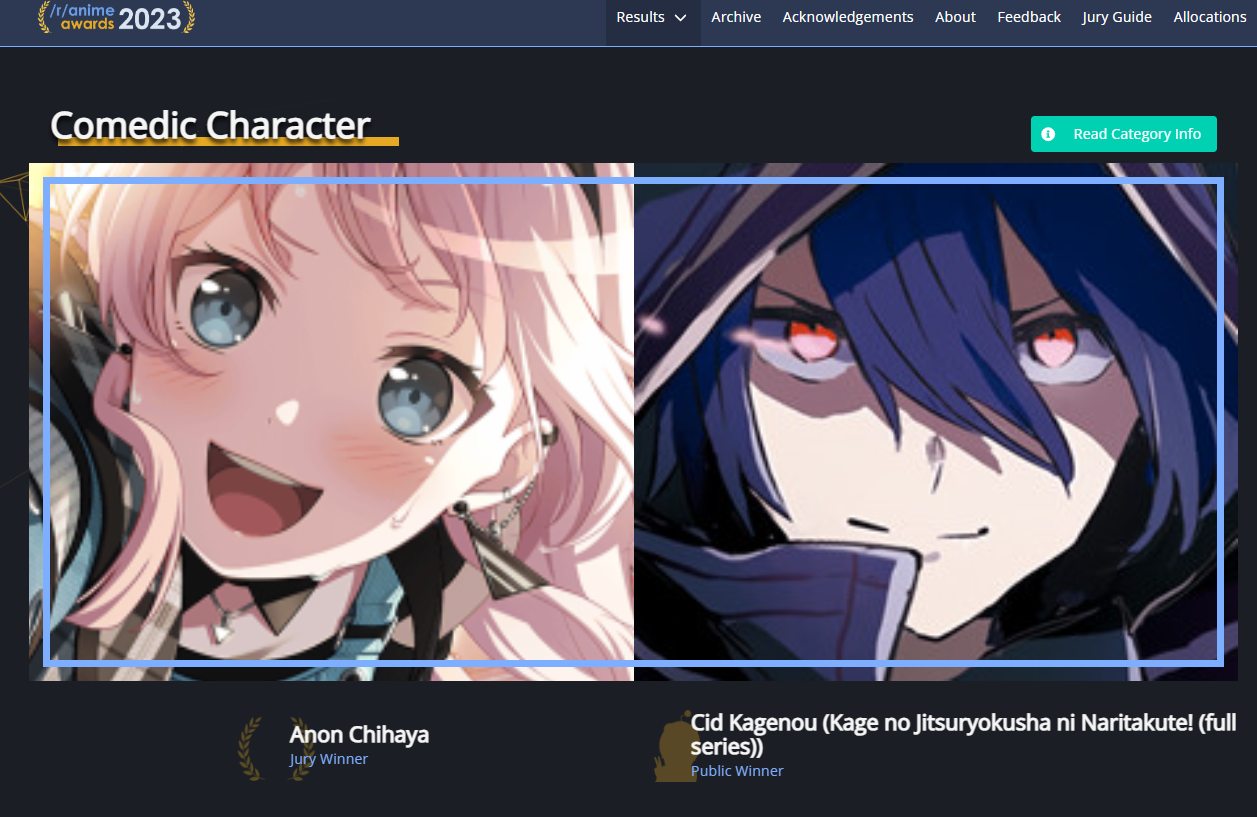 /r/anime
awards 2023
Results Archive Acknowledgements About Feedback Jury Guide Allocations
Comedic Character
Read Category Info
Anon Chihaya
Jury Winner
Cid Kagenou (Kage no Jitsuryokusha ni Naritakute! (full
series))
Public Winner